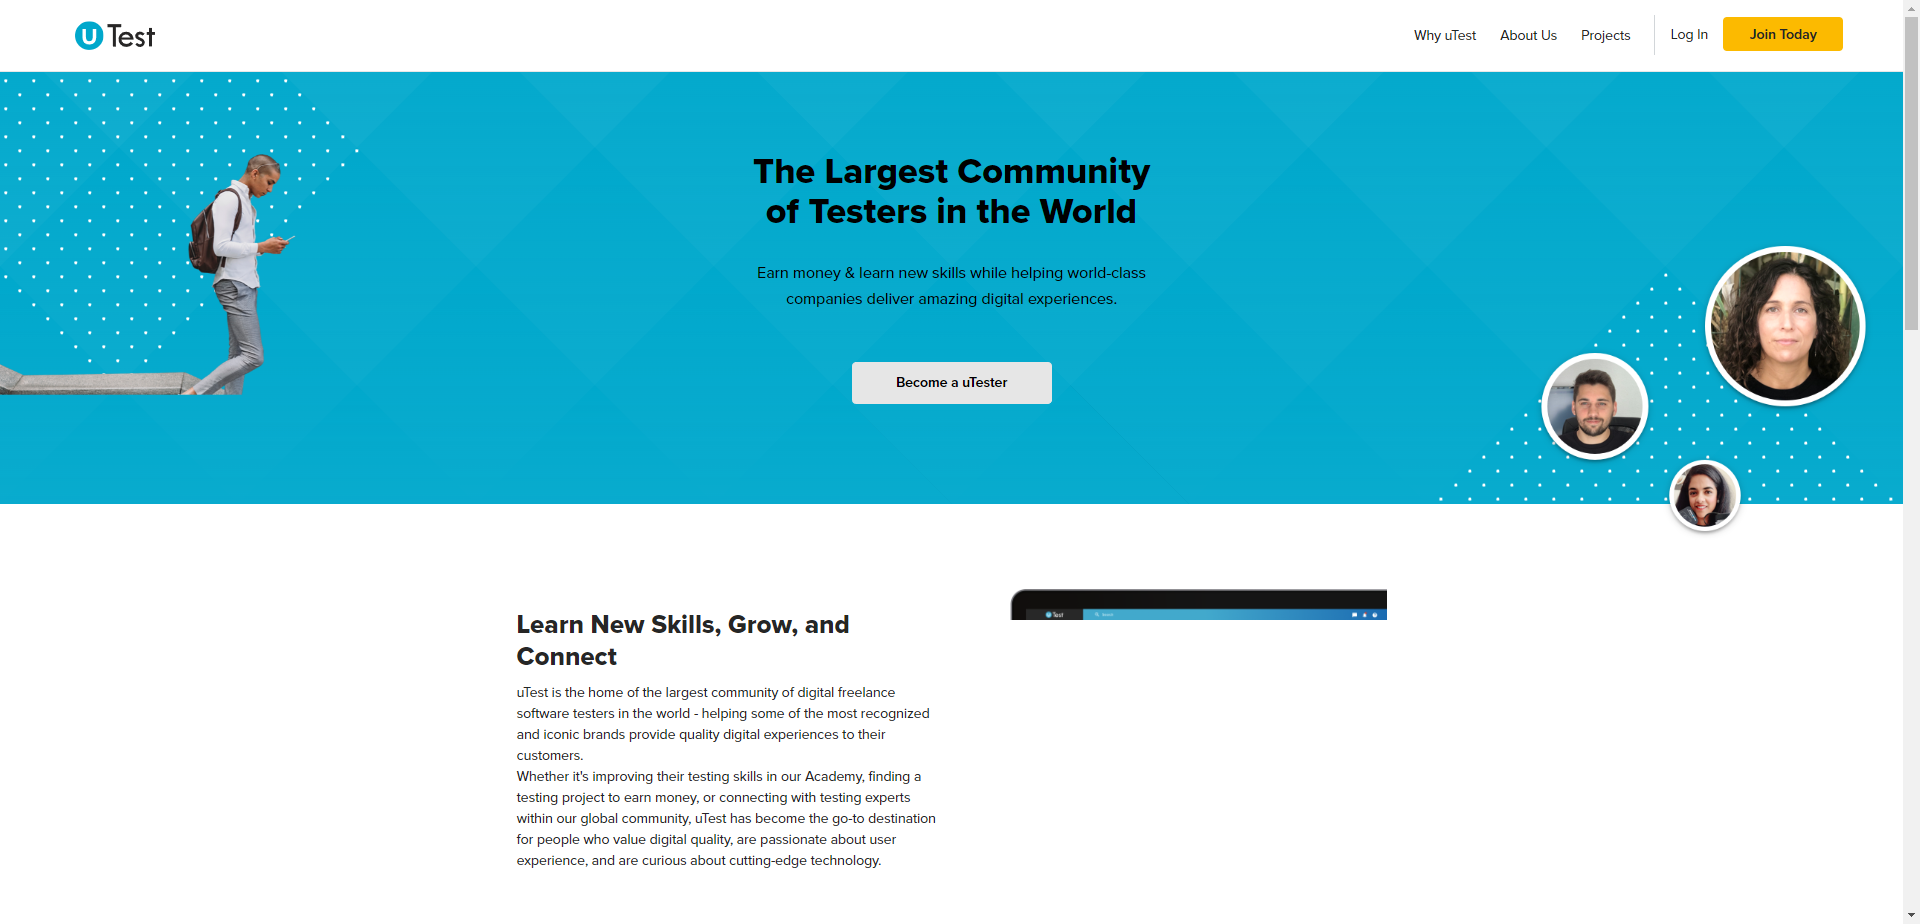 uTest
Why uTest
About Us
Projects
Log In
Join Today
The Largest Community
of Testers in the World
Earn money & learn new skills while helping world-class
companies deliver amazing digital experiences.
Become a uTester
uTest
Learn New Skills, Grow, and
Connect
uTest is the home of the largest community of digital freelance
software testers in the world - helping some of the most recognized
and iconic brands provide quality digital experiences to their
customers.
Whether it's improving their testing skills in our Academy, finding a
testing project to earn money, or connecting with testing experts
within our global community, uTest has become the go-to destination
for people who value digital quality, are passionate about user
experience, and are curious about cutting-edge technology.